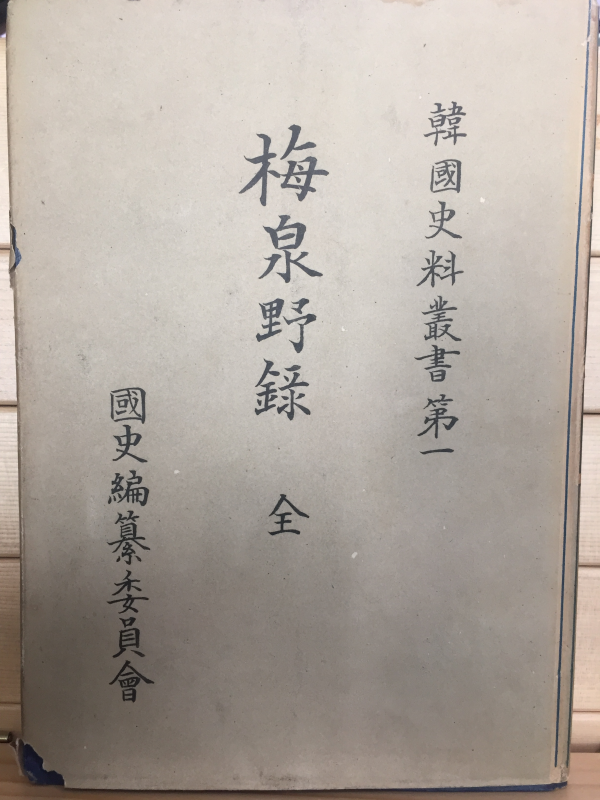 韓國史料叢書第一
梅泉野錄 全
國史編纂委員會